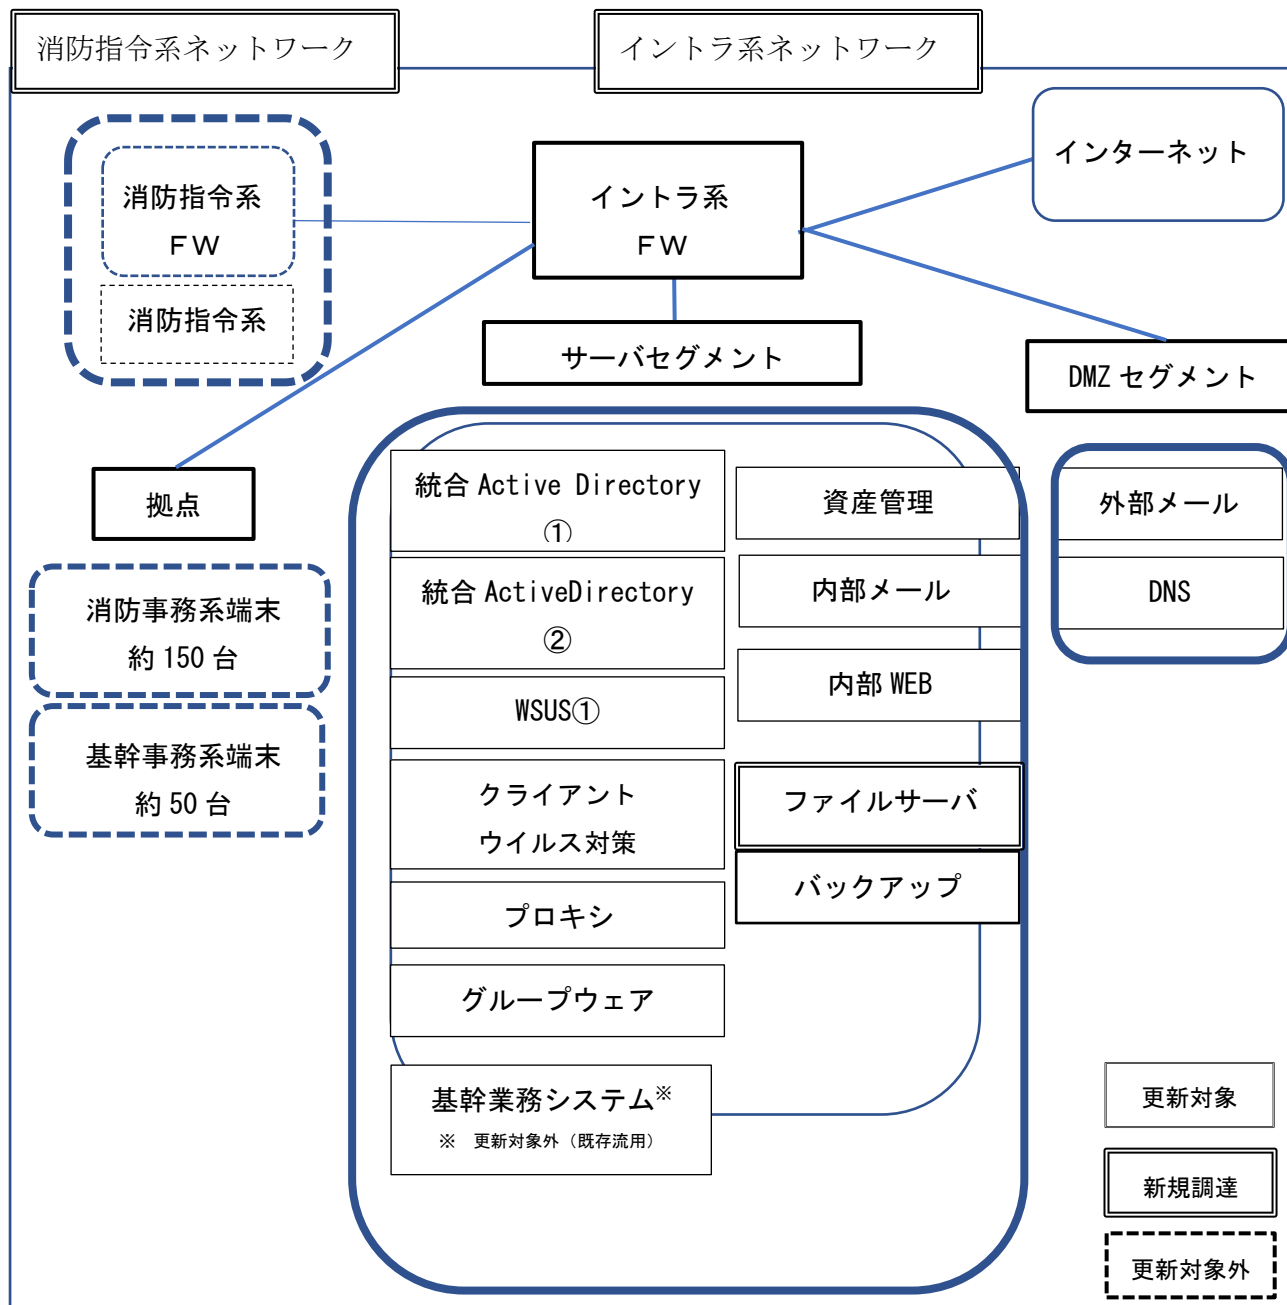 消防指令系ネットワーク
イントラ系ネットワーク
インターネット
消防指令系
ＦＷ
消防指令系
イントラ系
ＦＷ
サーバセグメント
DMZ セグメント
拠点
消防事務系端末
約 150 台
基幹事務系端末
約 50 台
統合 Active Directory
①
統合 ActiveDirectory
②
WSUS①
クライアント
ウイルス対策
プロキシ
グループウェア
基幹業務システム※
※　更新対象外（既存流用）
資産管理
内部メール
内部 WEB
ファイルサーバ
バックアップ
外部メール
DNS
更新対象
新規調達
更新対象外